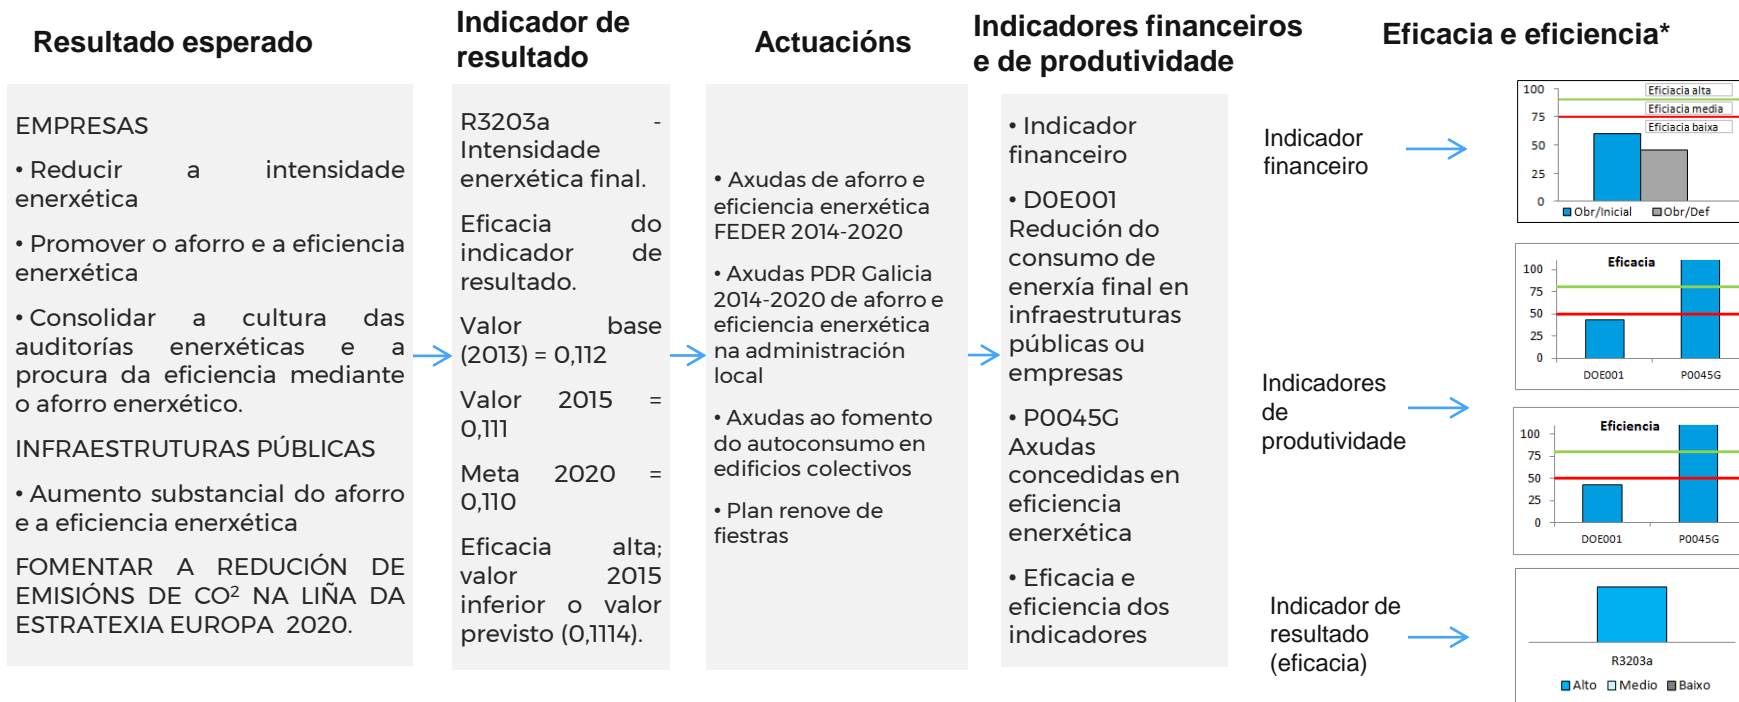 Resultado esperado
EMPRESAS
• Reducir a intensidade
enerxética
• Promover o aforro e a eficiencia
enerxética
• Consolidar a cultura das
auditorías enerxéticas e a
procura da eficiencia mediante
o aforro enerxético.
INFRAESTRUTURAS PÚBLICAS
• Aumento substancial do aforro
e a eficiencia enerxética
FOMENTAR A REDUCIÓN DE
EMISIÓNS DE CO² NA LIÑA DA
ESTRATEXIA EUROPA 2020.
Indicador de
resultado
R3203a -
Intensidade
enerxética final.
Eficacia do
indicador de
resultado.
Valor base
(2013) = 0,112
Valor 2015 =
0,111
Meta 2020 =
0,110
Eficacia alta;
valor 2015
inferior o valor
previsto (0,1114).
Actuacións
• Axudas de aforro e
eficiencia enerxética
FEDER 2014-2020
• Axudas PDR Galicia
2014-2020 de aforro e
eficiencia enerxética
na administración
local
• Axudas ao fomento
do autoconsumo en
edificios colectivos
• Plan renove de
fiestras
Indicadores financeiros
e de produtividade
• Indicador
financeiro
• D0E001
Redución do
consumo de
enerxía final en
infraestruturas
públicas ou
empresas
• P0045G
Axudas
concedidas en
eficiencia
enerxética
• Eficacia e
eficiencia dos
indicadores
Eficacia e eficiencia*
Indicador
financeiro
100
75
50
25
0
Eficiacia alta
Eficiacia media
Eficiacia baixa
Obr/Inicial Obr/Def
Indicadores
de
produtividade
Eficacia
100
75
50
25
0
DOE001 P0045G
Eficiencia
100
75
50
25
0
DOE001 P0045G
Indicador de
resultado
(eficacia)
R3203a
Alto Medio Baixo